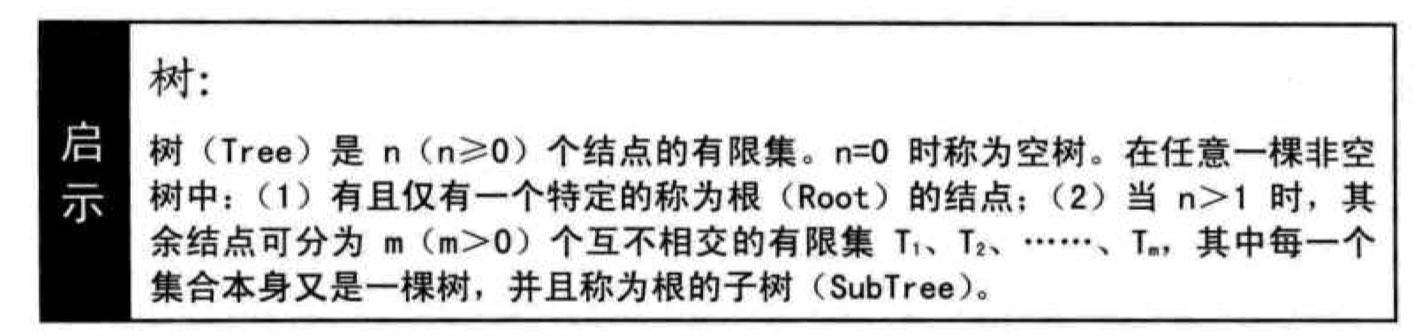 启示
树：
树（Tree）是 n（n≥0）个结点的有限集。n=0 时称为空树。在任意一棵非空
树中：（1）有且仅有一个特定的称为根（Root）的结点；（2）当 n＞1 时，其
余结点可分为 m（m＞0）个互不相交的有限集 T₁、T₂、……、Tₘ，其中每一个
集合本身又是一棵树，并且称为根的子树（SubTree）。